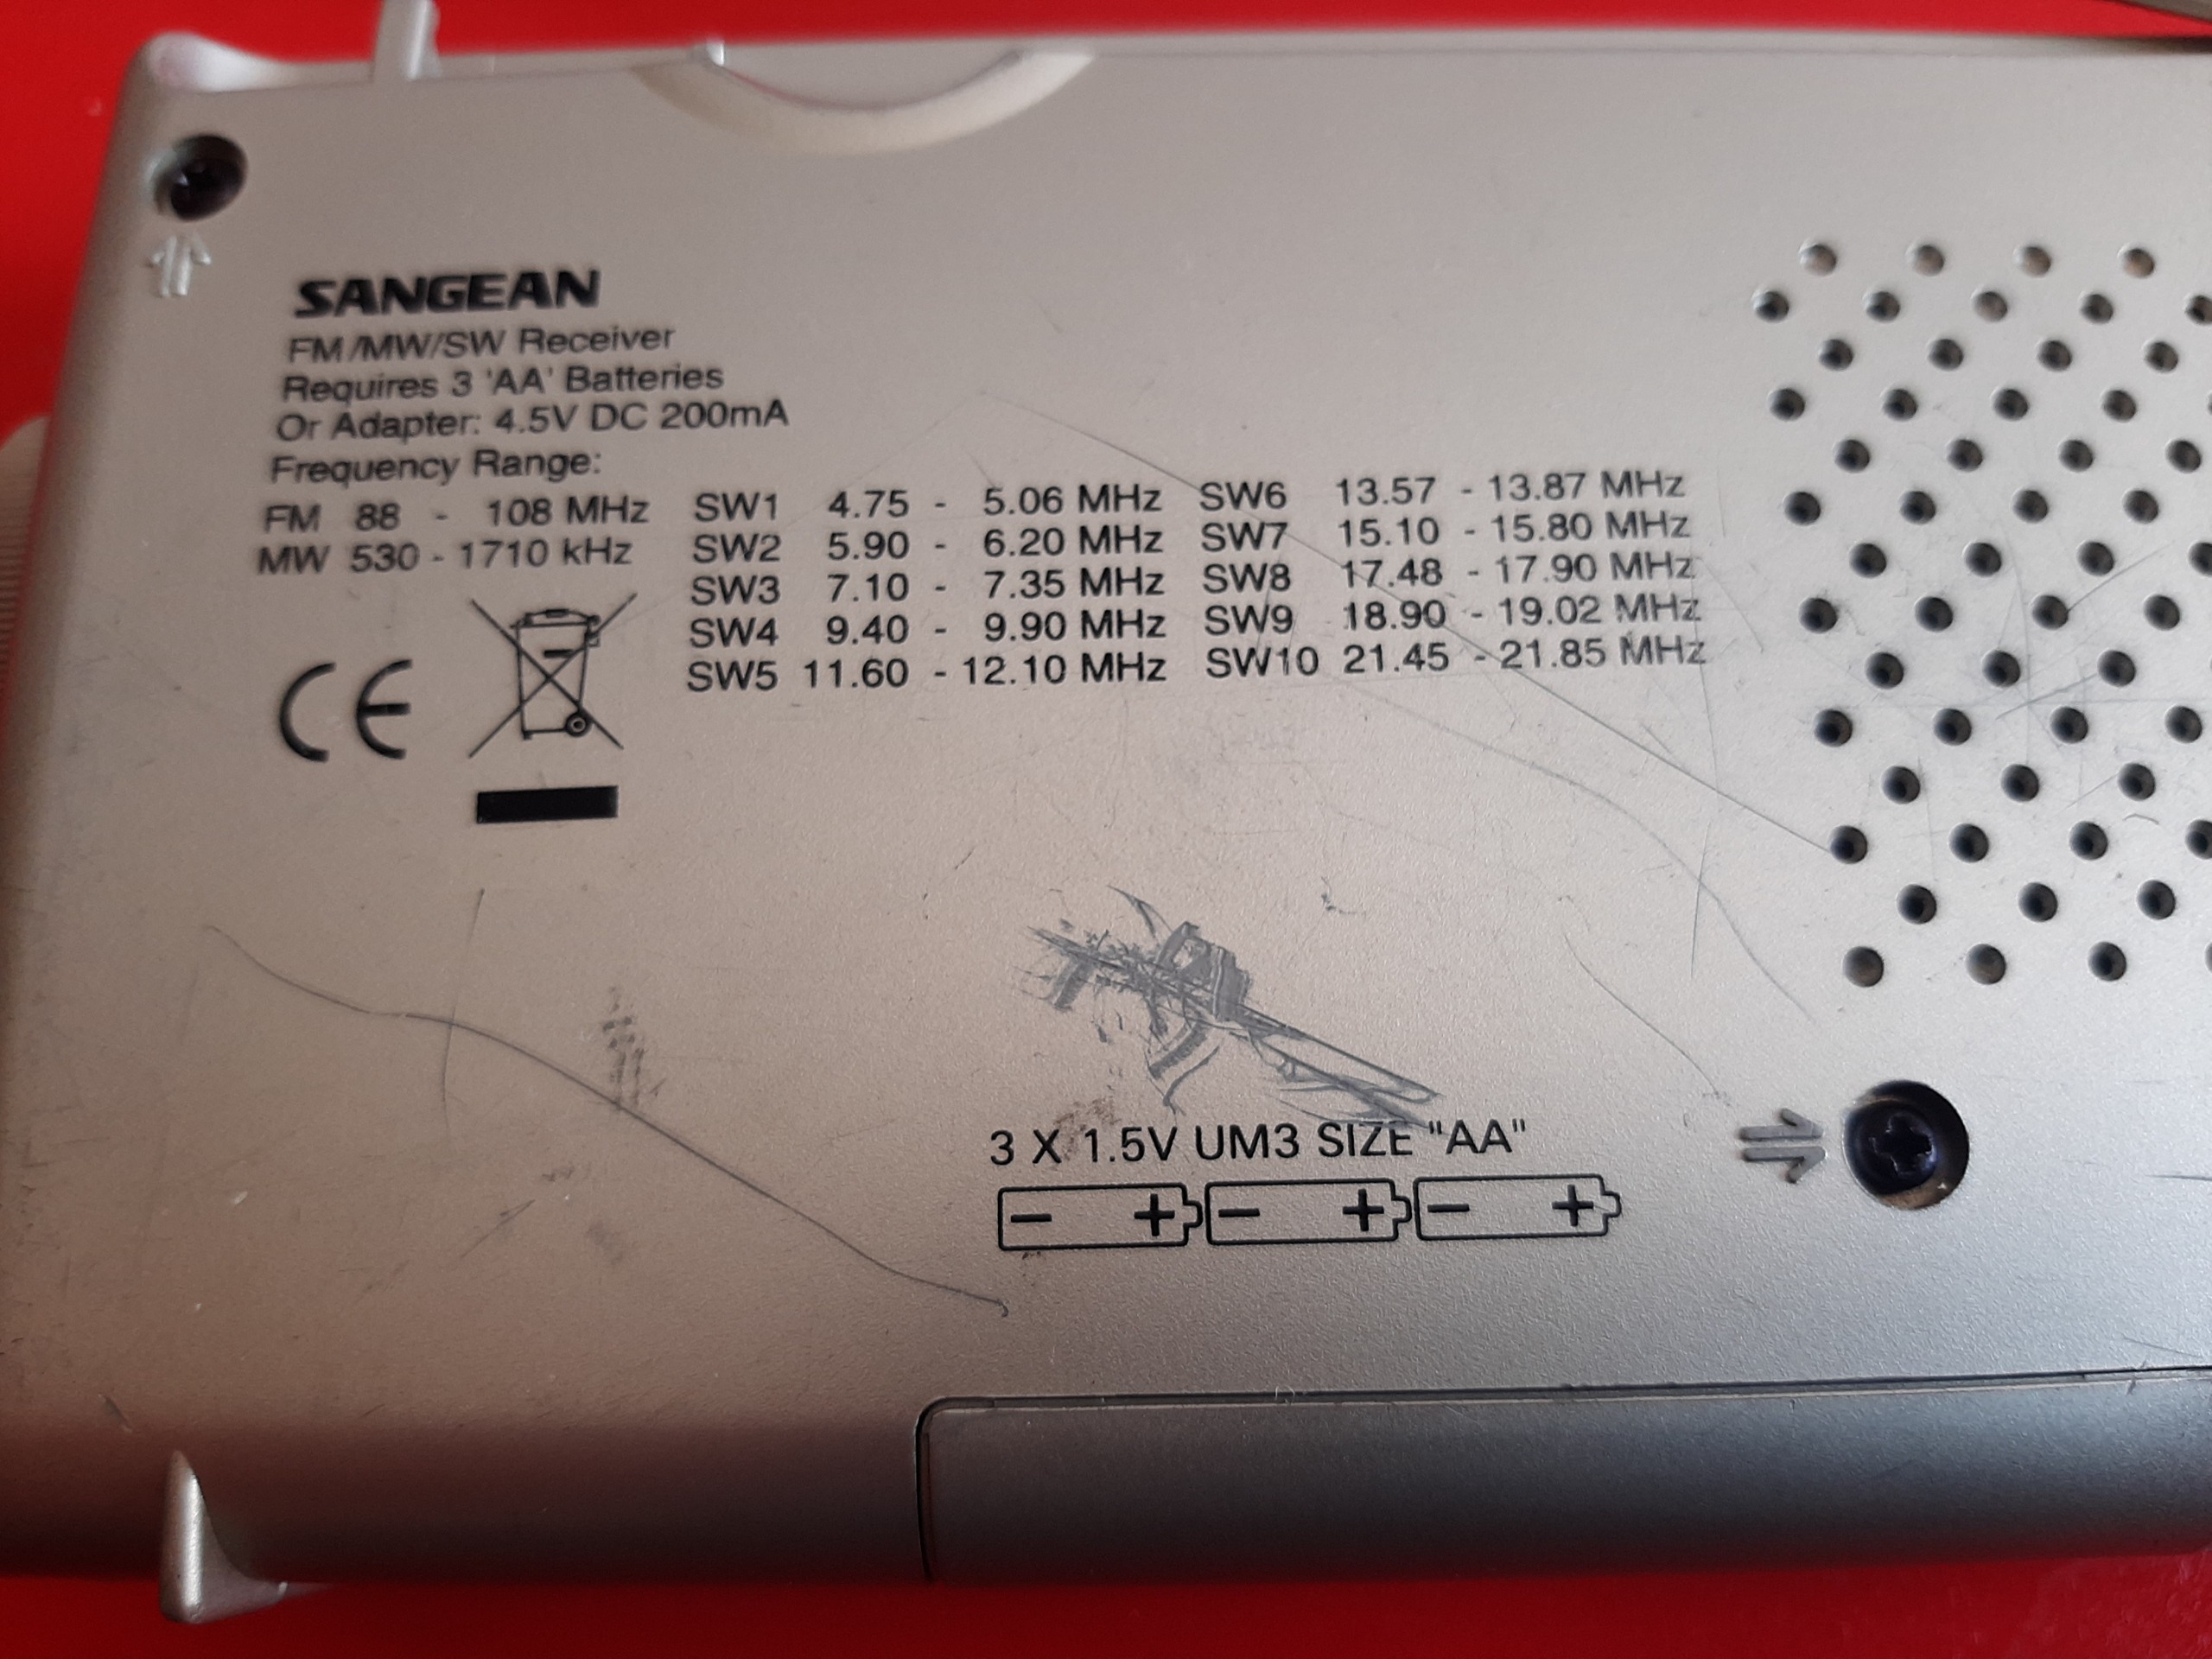 SANGEAN
FM/MW/SW Receiver
Requires 3 'AA' Batteries
Or Adapter: 4.5V DC 200mA
Frequency Range:
FM 88 - 108 MHz
MW 530 - 1710 kHz
SW1 4.75 - 5.06 MHz
SW2 5.90 - 6.20 MHz
SW3 7.10 - 7.35 MHz
SW4 9.40 - 9.90 MHz
SW5 11.60 - 12.10 MHz
SW6 13.57 - 13.87 MHz
SW7 15.10 - 15.80 MHz
SW8 17.48 - 17.90 MHz
SW9 18.90 - 19.02 MHz
SW10 21.45 - 21.85 MHz
CE
3 X 1.5V UM3 SIZE "AA"
- + - + - +